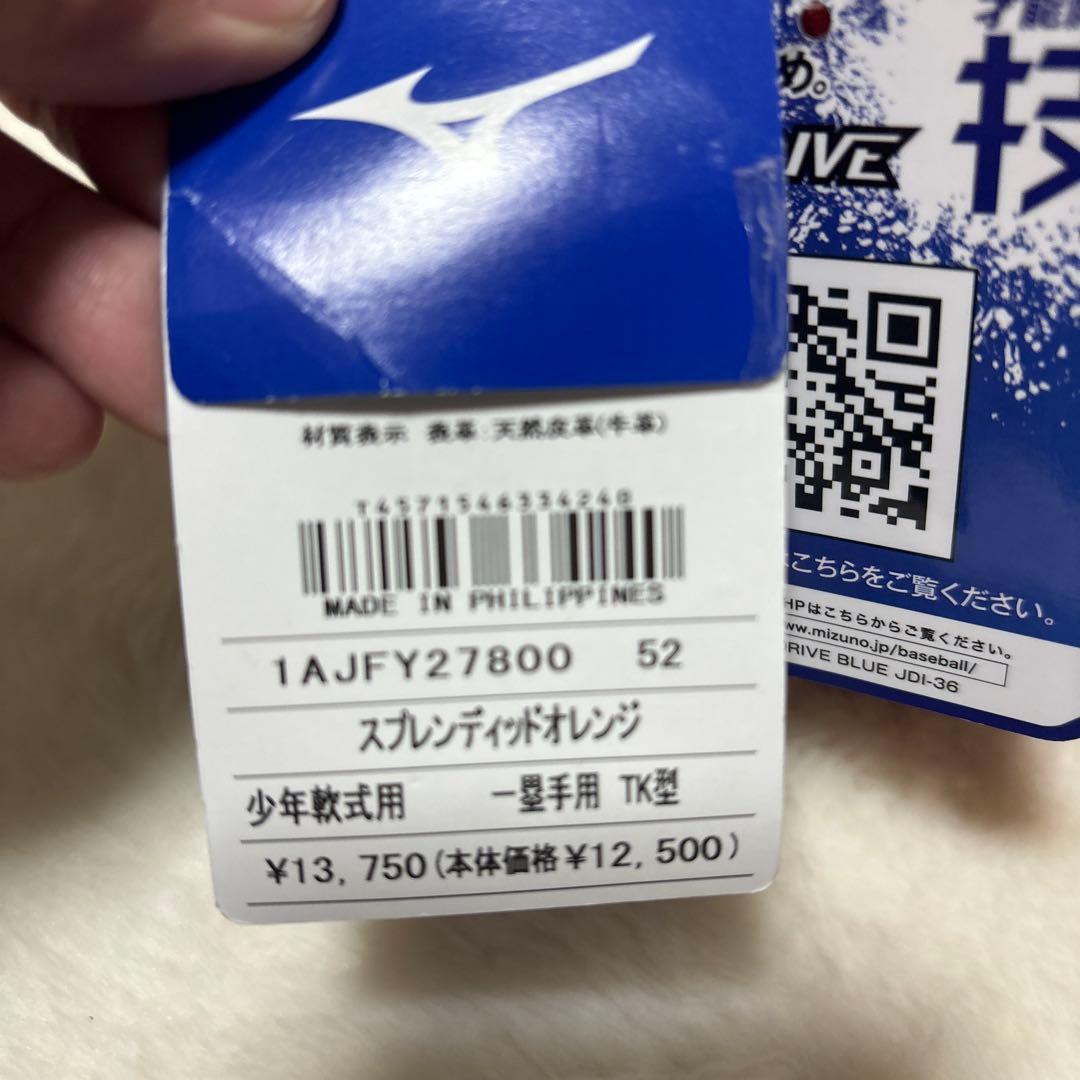 材質表示 表革:天然皮革(牛革)
T4571546334240
MADE IN PHILIPPINES
1AJFY27800 52
スプレンディッドオレンジ
少年軟式用 一塁手用 TK型
¥13,750(本体価格¥12,500)
め。
IVE
技
こちらをご覧ください。
HPはこちらからご覧ください。
ww.mizuno.jp/baseball/
DRIVE BLUE JDI-36